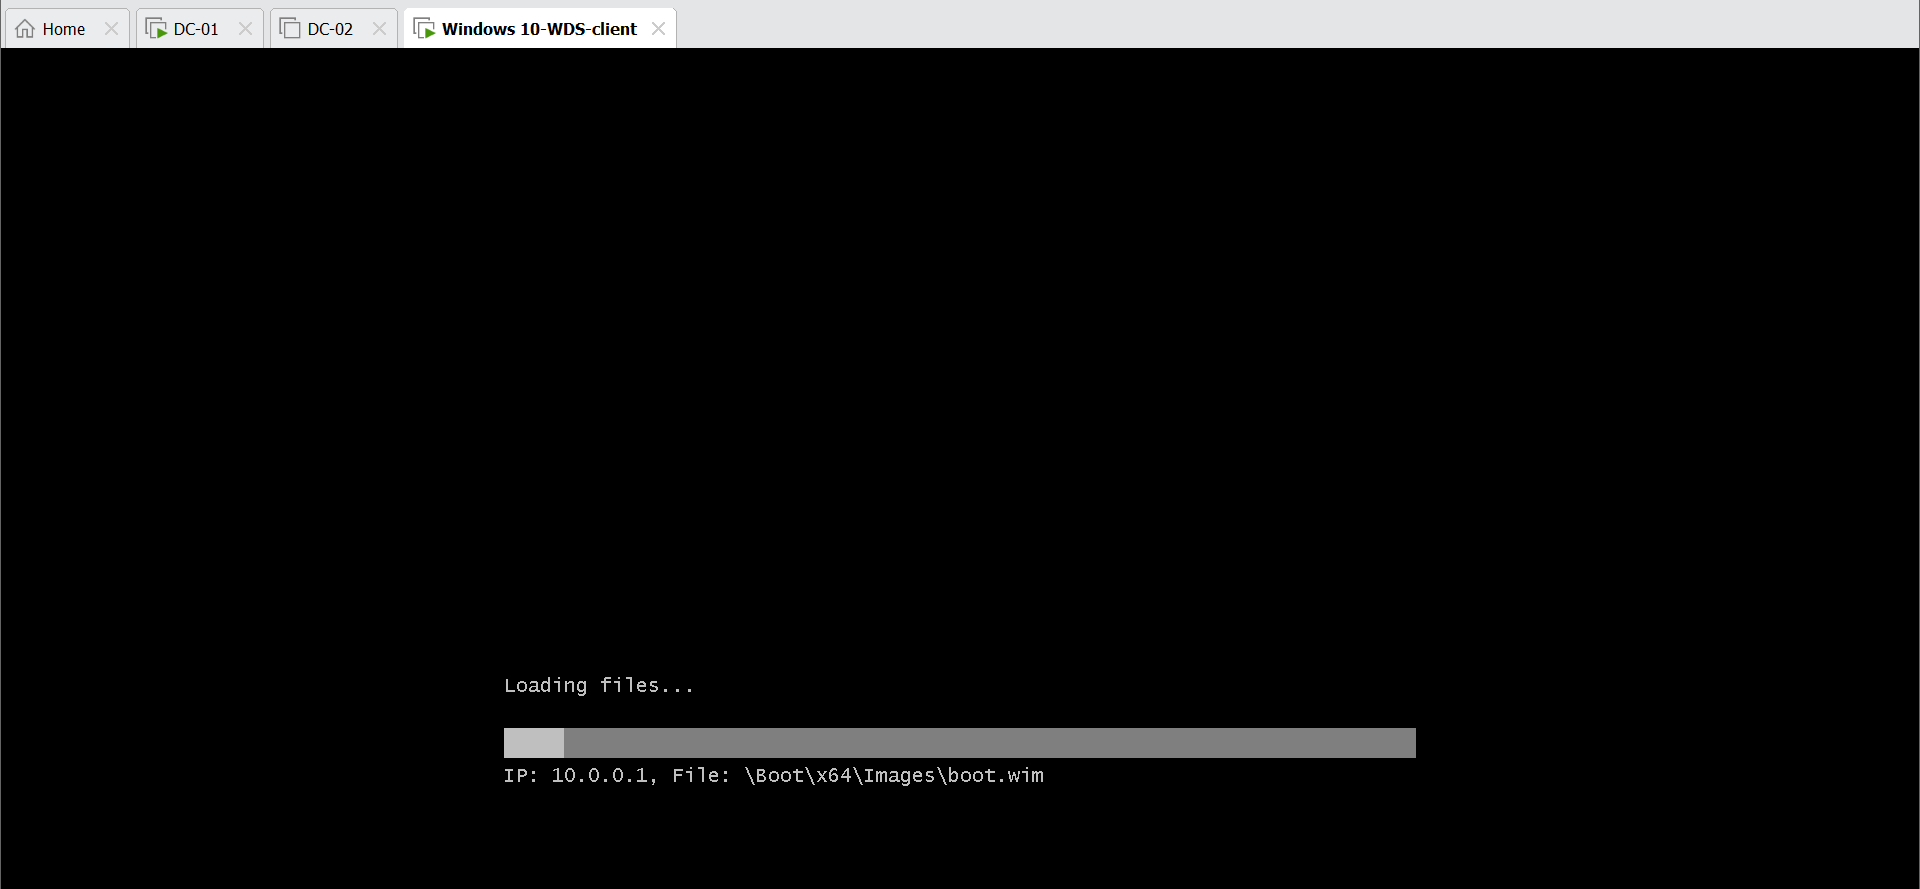 Home DC-01 DC-02 Windows 10-WDS-client
Loading files...
IP: 10.0.0.1, File: \Boot\x64\Images\boot.wim